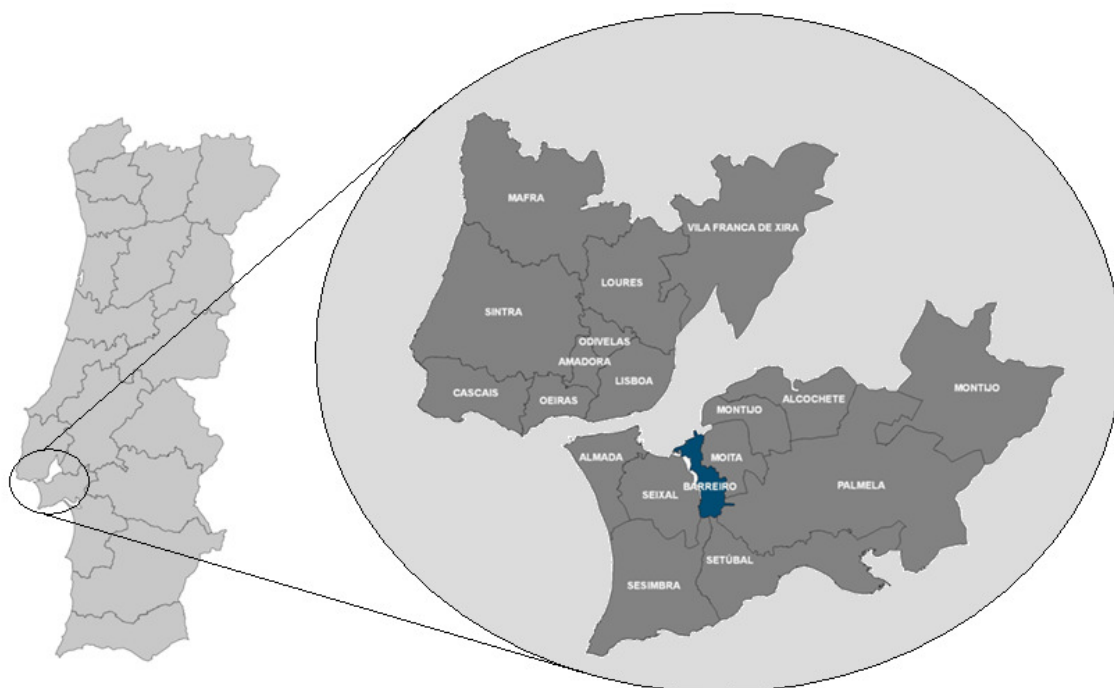 MAFRA
VILA FRANCA DE XIRA
LOURES
SINTRA
ODIVELAS
AMADORA
LISBOA
CASCAIS
OEIRAS
MONTIJO
ALCOCHETE
MONTIJO
ALMADA
MOITA
SEIXAL
BARREIRO
PALMELA
SETÚBAL
SESIMBRA